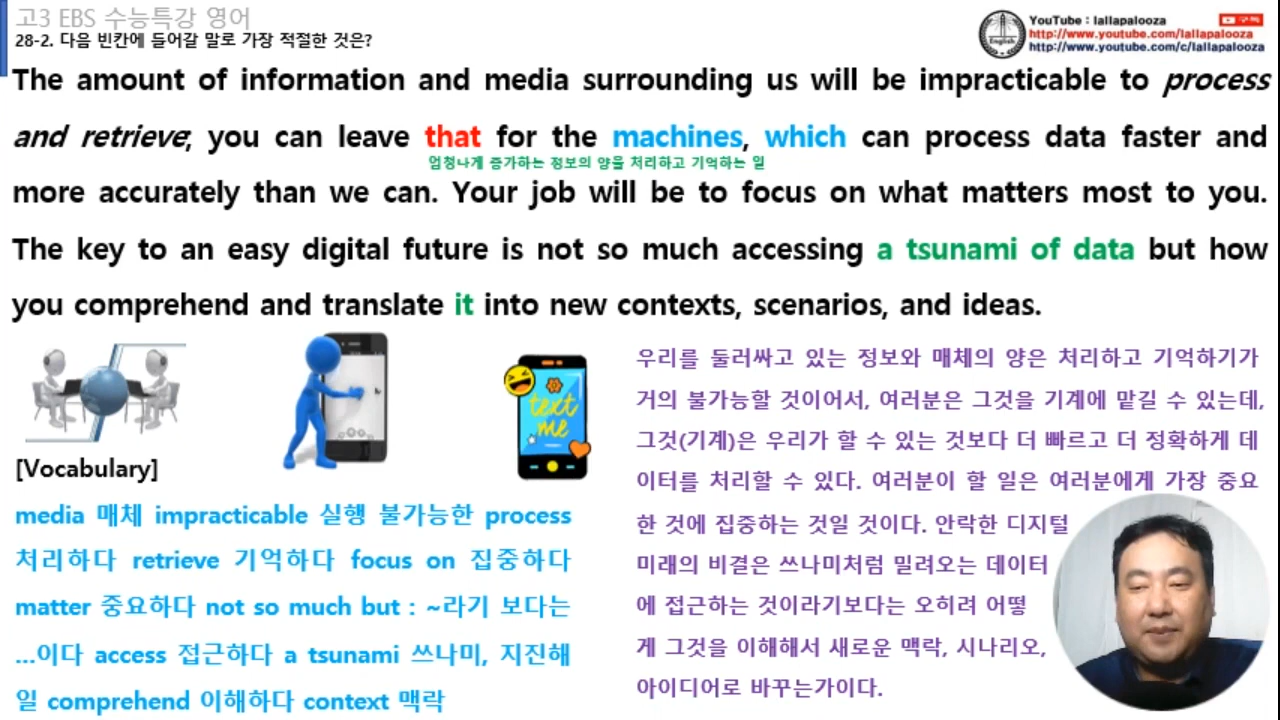 고3 EBS 수능특강 영어
28-2. 다음 빈칸에 들어갈 말로 가장 적절한 것은?
YouTube : lallapalooza
구독
http://www.youtube.com/lallapalooza
http://www.youtube.com/c/lallapalooza
English
The amount of information and media surrounding us will be impracticable to process
and retrieve; you can leave that for the machines, which can process data faster and
엄청나게 증가하는 정보의 양을 처리하고 기억하는 일
more accurately than we can. Your job will be to focus on what matters most to you.
The key to an easy digital future is not so much accessing a tsunami of data but how
you comprehend and translate it into new contexts, scenarios, and ideas.
text
me
[Vocabulary]
media 매체 impracticable 실행 불가능한 process
처리하다 retrieve 기억하다 focus on 집중하다
matter 중요하다 not so much but : ~라기 보다는
...이다 access 접근하다 a tsunami 쓰나미, 지진해
일 comprehend 이해하다 context 맥락
우리를 둘러싸고 있는 정보와 매체의 양은 처리하고 기억하기가
거의 불가능할 것이어서, 여러분은 그것을 기계에 맡길 수 있는데,
그것(기계)은 우리가 할 수 있는 것보다 더 빠르고 더 정확하게 데
이터를 처리할 수 있다. 여러분이 할 일은 여러분에게 가장 중요
한 것에 집중하는 것일 것이다. 안락한 디지털
미래의 비결은 쓰나미처럼 밀려오는 데이터
에 접근하는 것이라기보다는 오히려 어떻
게 그것을 이해해서 새로운 맥락, 시나리오,
아이디어로 바꾸는가이다.